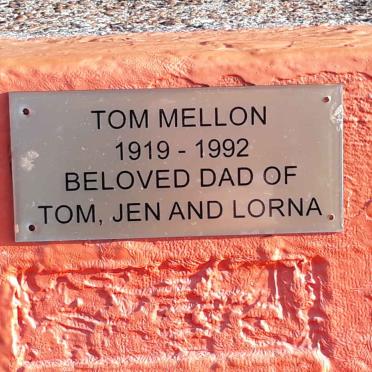 TOM MELLON
1919 - 1992
BELOVED DAD OF
TOM, JEN AND LORNA